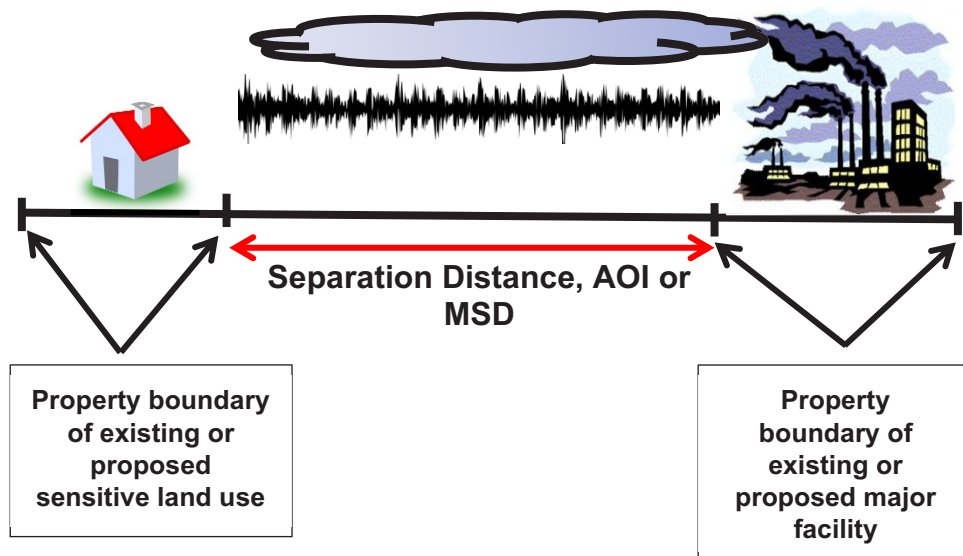 Separation Distance, AOI or
MSD
Property boundary
of existing or
proposed
sensitive land use
Property
boundary of
existing or
proposed major
facility